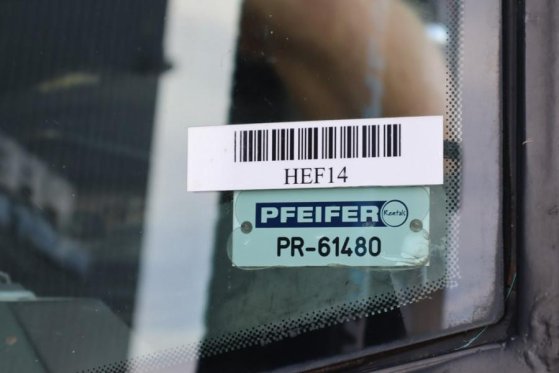 HEF14
PFEIFER Rentals
PR-61480